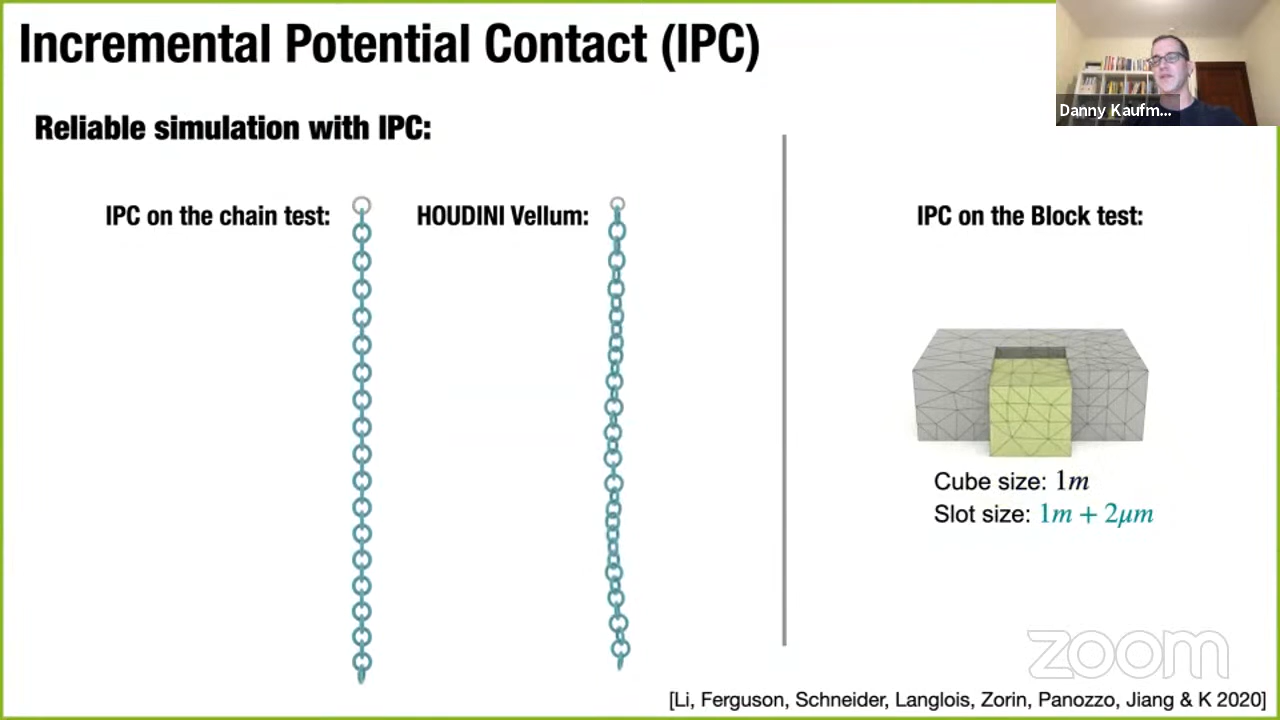 Incremental Potential Contact (IPC)
Danny Kaufm...
Reliable simulation with IPC:
IPC on the chain test:
HOUDINI Vellum:
IPC on the Block test:
Cube size: 1m
Slot size: 1m + 2μm
zoom
[Li, Ferguson, Schneider, Langlois, Zorin, Panozzo, Jiang & K 2020]